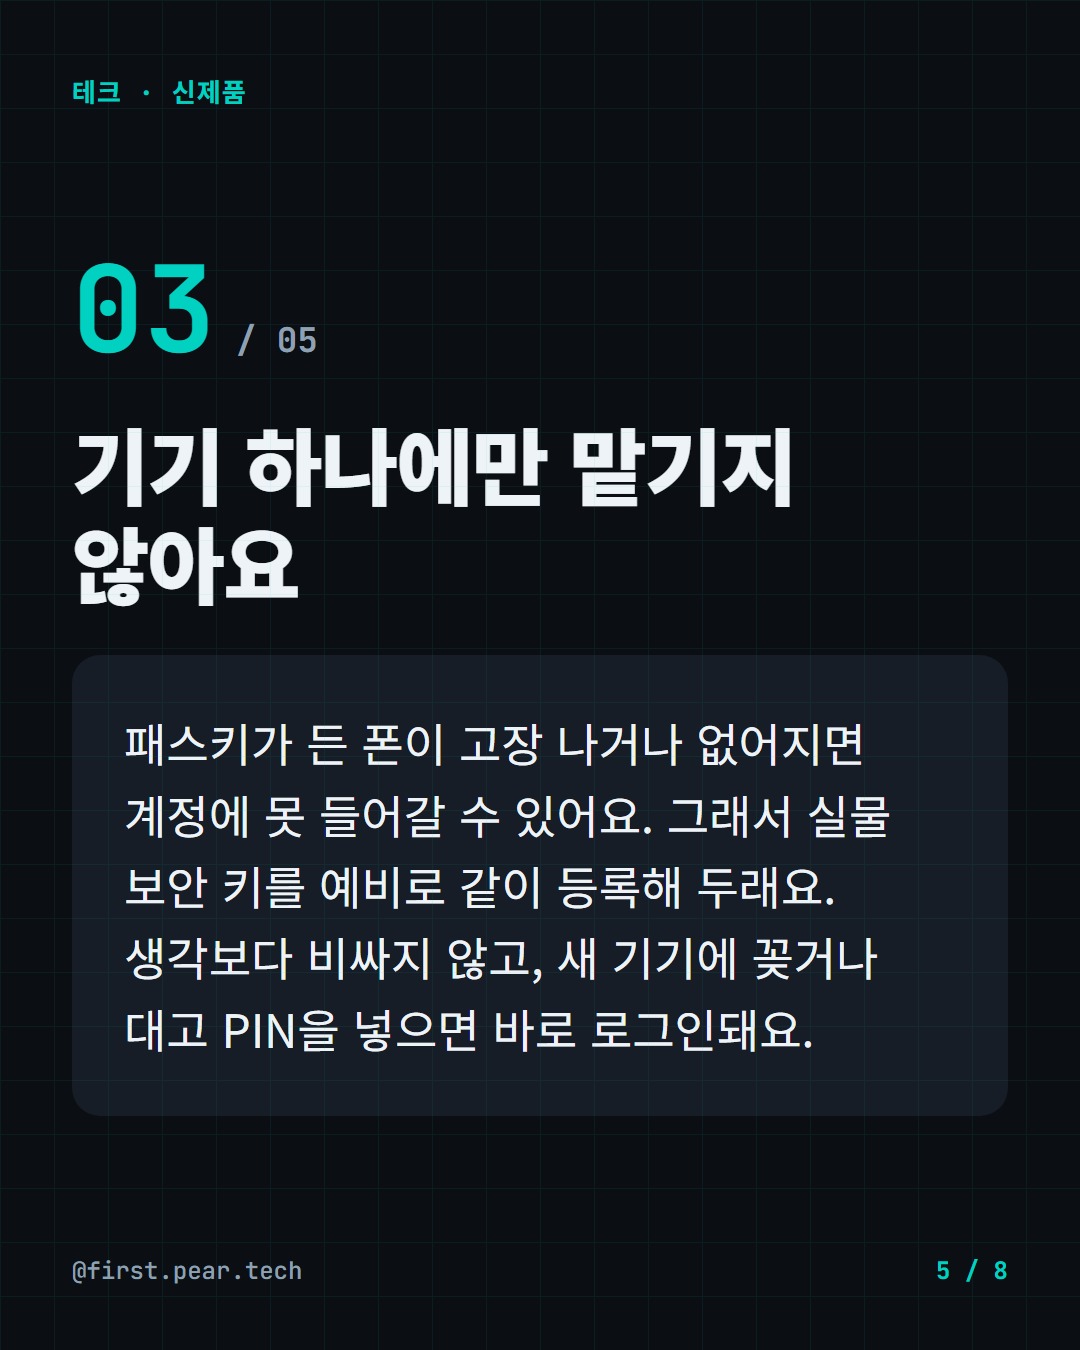 테크 · 신제품
03 / 05
기기 하나에만 맡기지
않아요
패스키가 든 폰이 고장 나거나 없어지면
계정에 못 들어갈 수 있어요. 그래서 실물
보안 키를 예비로 같이 등록해 두래요.
생각보다 비싸지 않고, 새 기기에 꽂거나
대고 PIN을 넣으면 바로 로그인돼요.
@first.pear.tech
5 / 8